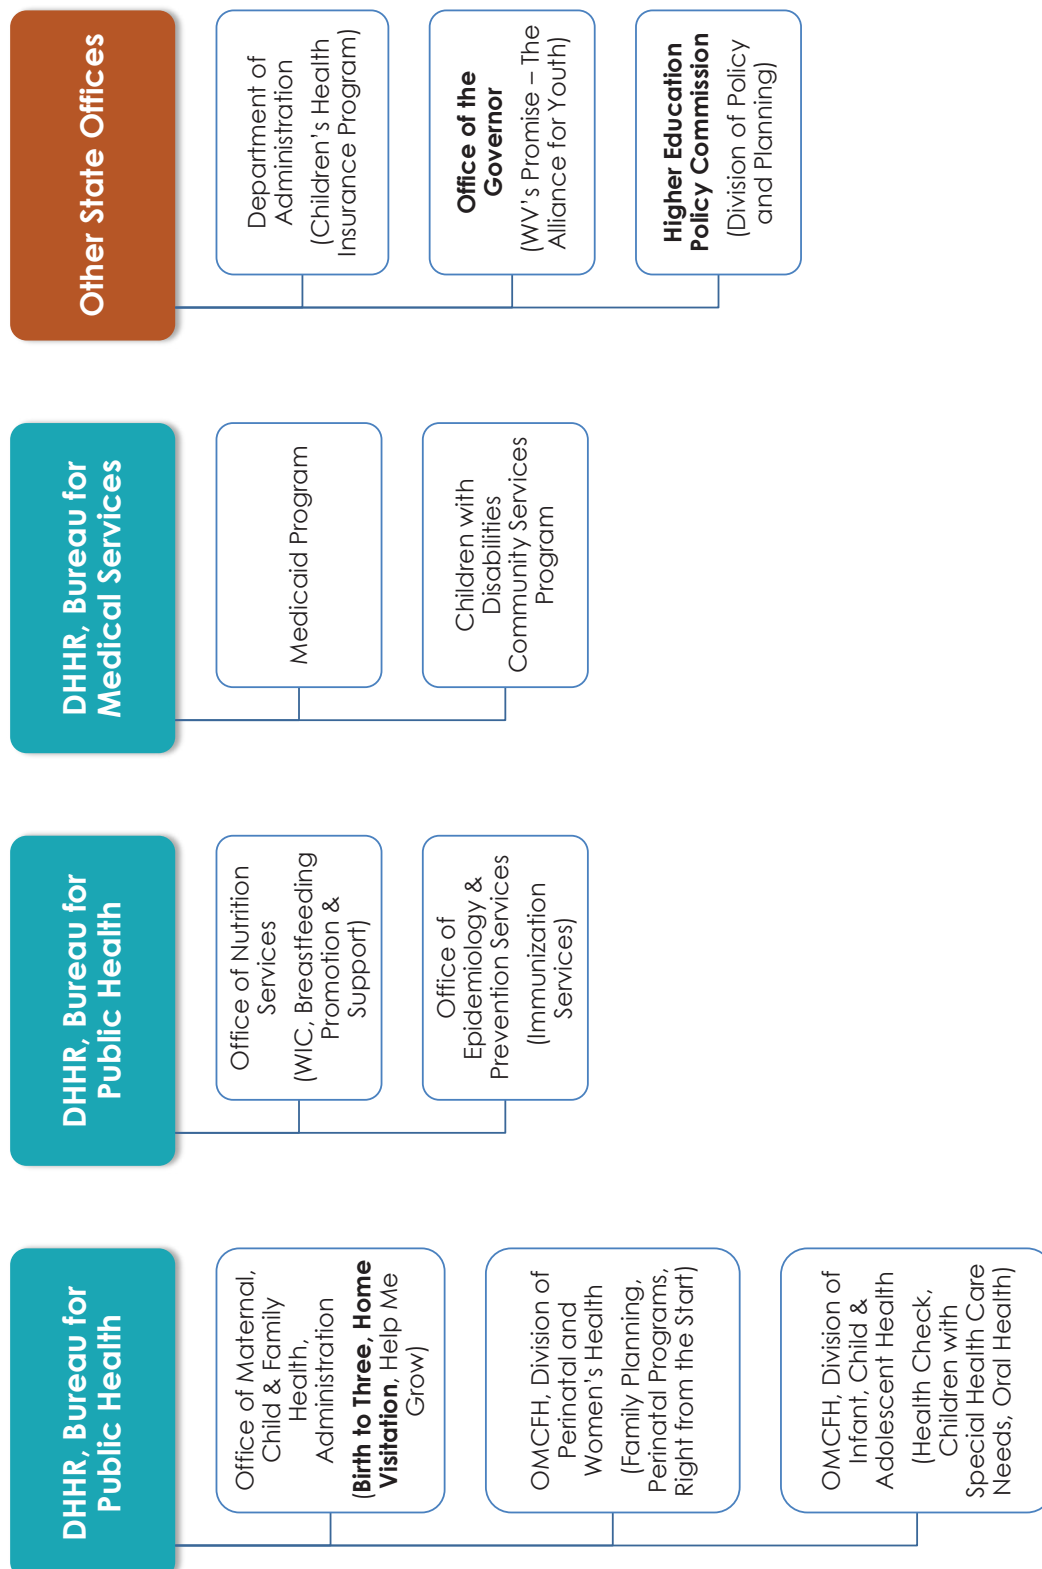 DHHR, Bureau for
Public Health
Office of Maternal,
Child & Family
Health,
Administration
(Birth to Three, Home
Visitation, Help Me
Grow)
OMCFH, Division of
Perinatal and
Women's Health
(Family Planning,
Perinatal Programs,
Right from the Start)
OMCFH, Division of
Infant, Child &
Adolescent Health
(Health Check,
Children with
Special Health Care
Needs, Oral Health)
DHHR, Bureau for
Public Health
Office of Nutrition
Services
(WIC, Breastfeeding
Promotion &
Support)
Office of
Epidemiology &
Prevention Services
(Immunization
Services)
DHHR, Bureau for
Medical Services
Medicaid Program
Children with
Disabilities
Community Services
Program
Other State Offices
Department of
Administration
(Children's Health
Insurance Program)
Office of the
Governor
(WV's Promise – The
Alliance for Youth)
Higher Education
Policy Commission
(Division of Policy
and Planning)